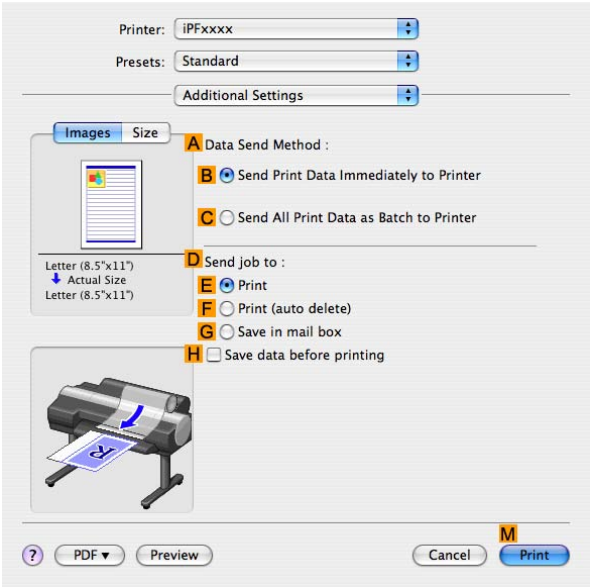 Printer: iPFxxxx
Presets: Standard
Additional Settings
Images Size
A Data Send Method :
B Send Print Data Immediately to Printer
C Send All Print Data as Batch to Printer
Letter (8.5"x11")
Actual Size
Letter (8.5"x11")
D Send job to :
E Print
F Print (auto delete)
G Save in mail box
H Save data before printing
R
M
? PDF▼ Preview Cancel Print